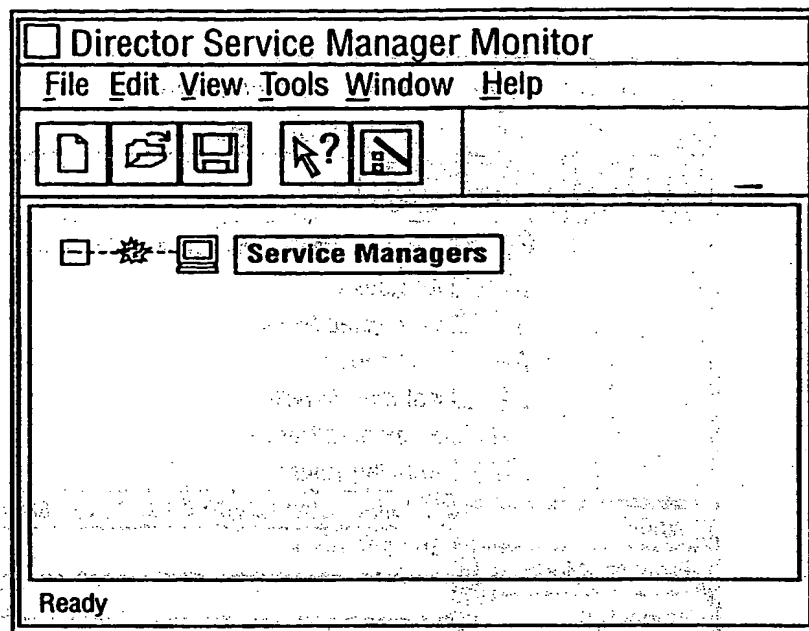 Director Service Manager Monitor
File Edit View Tools Window Help
?
Service Managers
Ready